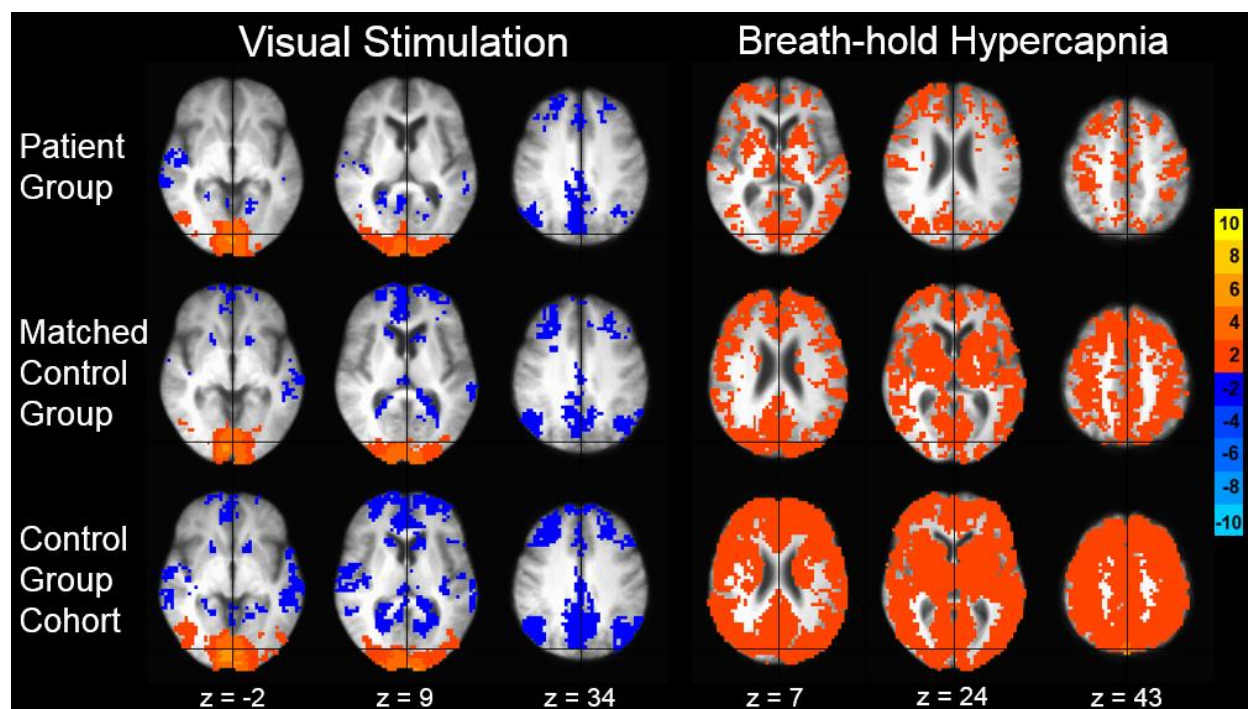 Visual Stimulation
Breath-hold Hypercapnia
Patient
Group
Matched
Control
Group
Control
Group
Cohort
10
8
6
4
2
-2
-4
-6
-8
-10
z = -2
z = 9
z = 34
z = 7
z = 24
z = 43